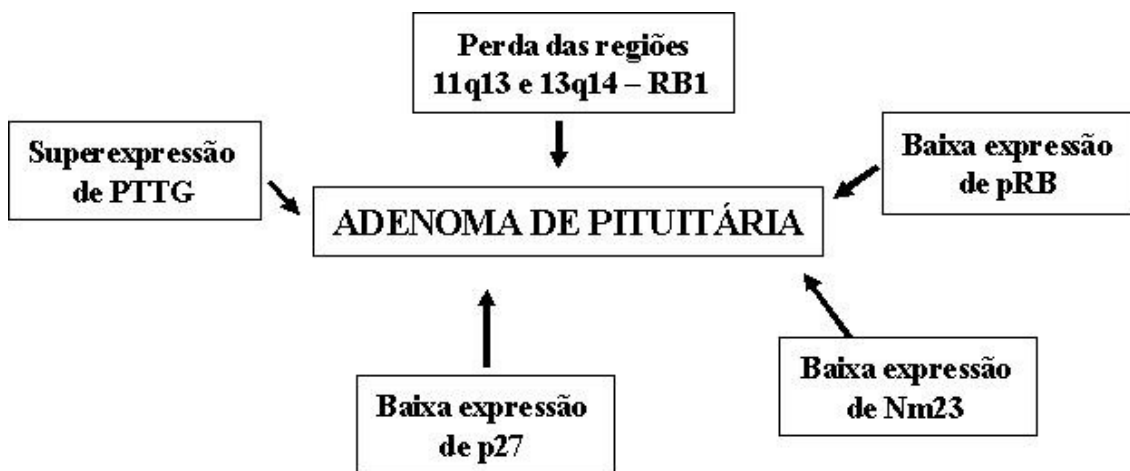 Perda das regiões
11q13 e 13q14 – RB1
Superexpressão
de PTTG
Baixa expressão
de pRB
ADENOMA DE PITUITÁRIA
Baixa expressão
de Nm23
Baixa expressão
de p27